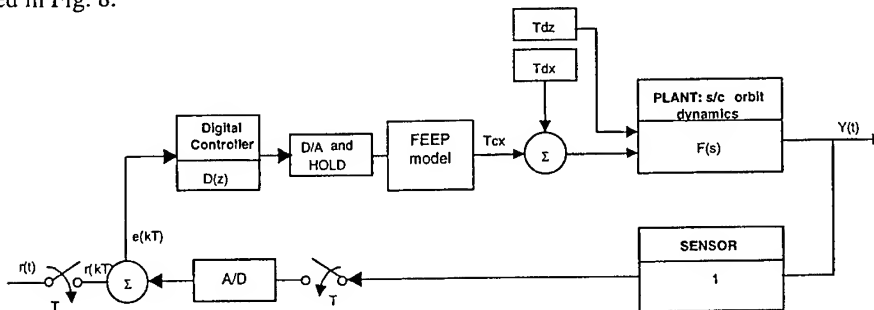 ed in Fig. 8.
Tdz
Tdx
PLANT: s/c orbit
dynamics
F(s)
Y(t)
Digital
Controller
D(z)
D/A and
HOLD
FEEP
model
Tcx
Σ
e(kT)
SENSOR
1
r(t)
r(kT)
Σ
A/D
T
T